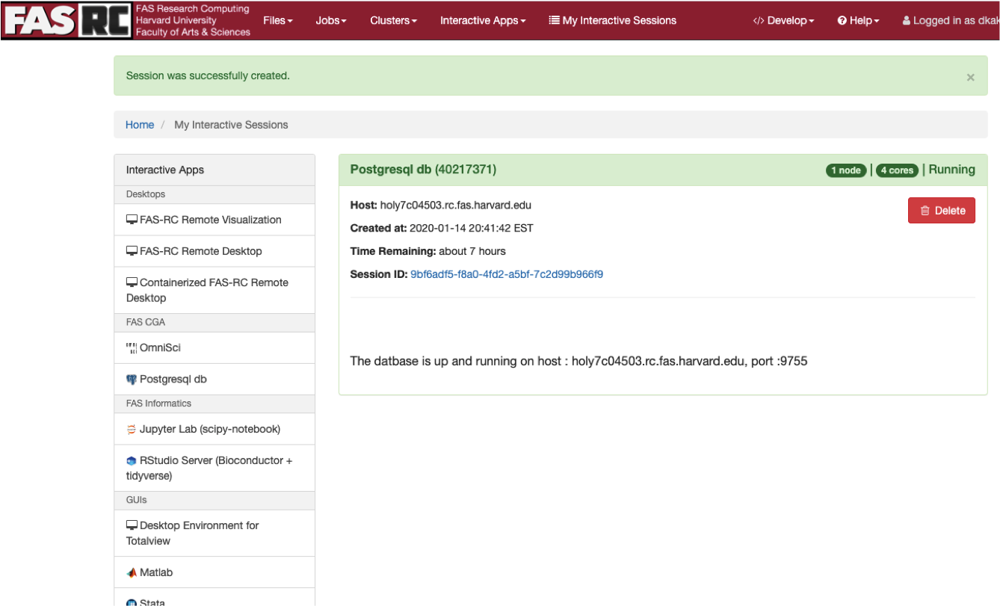 FAS RC
FAS Research Computing
Harvard University
Faculty of Arts & Sciences
Files
Jobs
Clusters
Interactive Apps
My Interactive Sessions
</> Develop
Help
Logged in as dkak
Session was successfully created.
×
Home / My Interactive Sessions
Interactive Apps
Desktops
FAS-RC Remote Visualization
FAS-RC Remote Desktop
Containerized FAS-RC Remote
Desktop
FAS CGA
OmniSci
Postgresql db
FAS Informatics
Jupyter Lab (scipy-notebook)
RStudio Server (Bioconductor +
tidyverse)
GUIs
Desktop Environment for
Totalview
Matlab
Stata
Postgresql db (40217371)
1 node | 4 cores | Running
Host: holy7c04503.rc.fas.harvard.edu
Delete
Created at: 2020-01-14 20:41:42 EST
Time Remaining: about 7 hours
Session ID: 9bf6adf5-f8a0-4fd2-a5bf-7c2d99b966f9
The datbase is up and running on host : holy7c04503.rc.fas.harvard.edu, port :9755